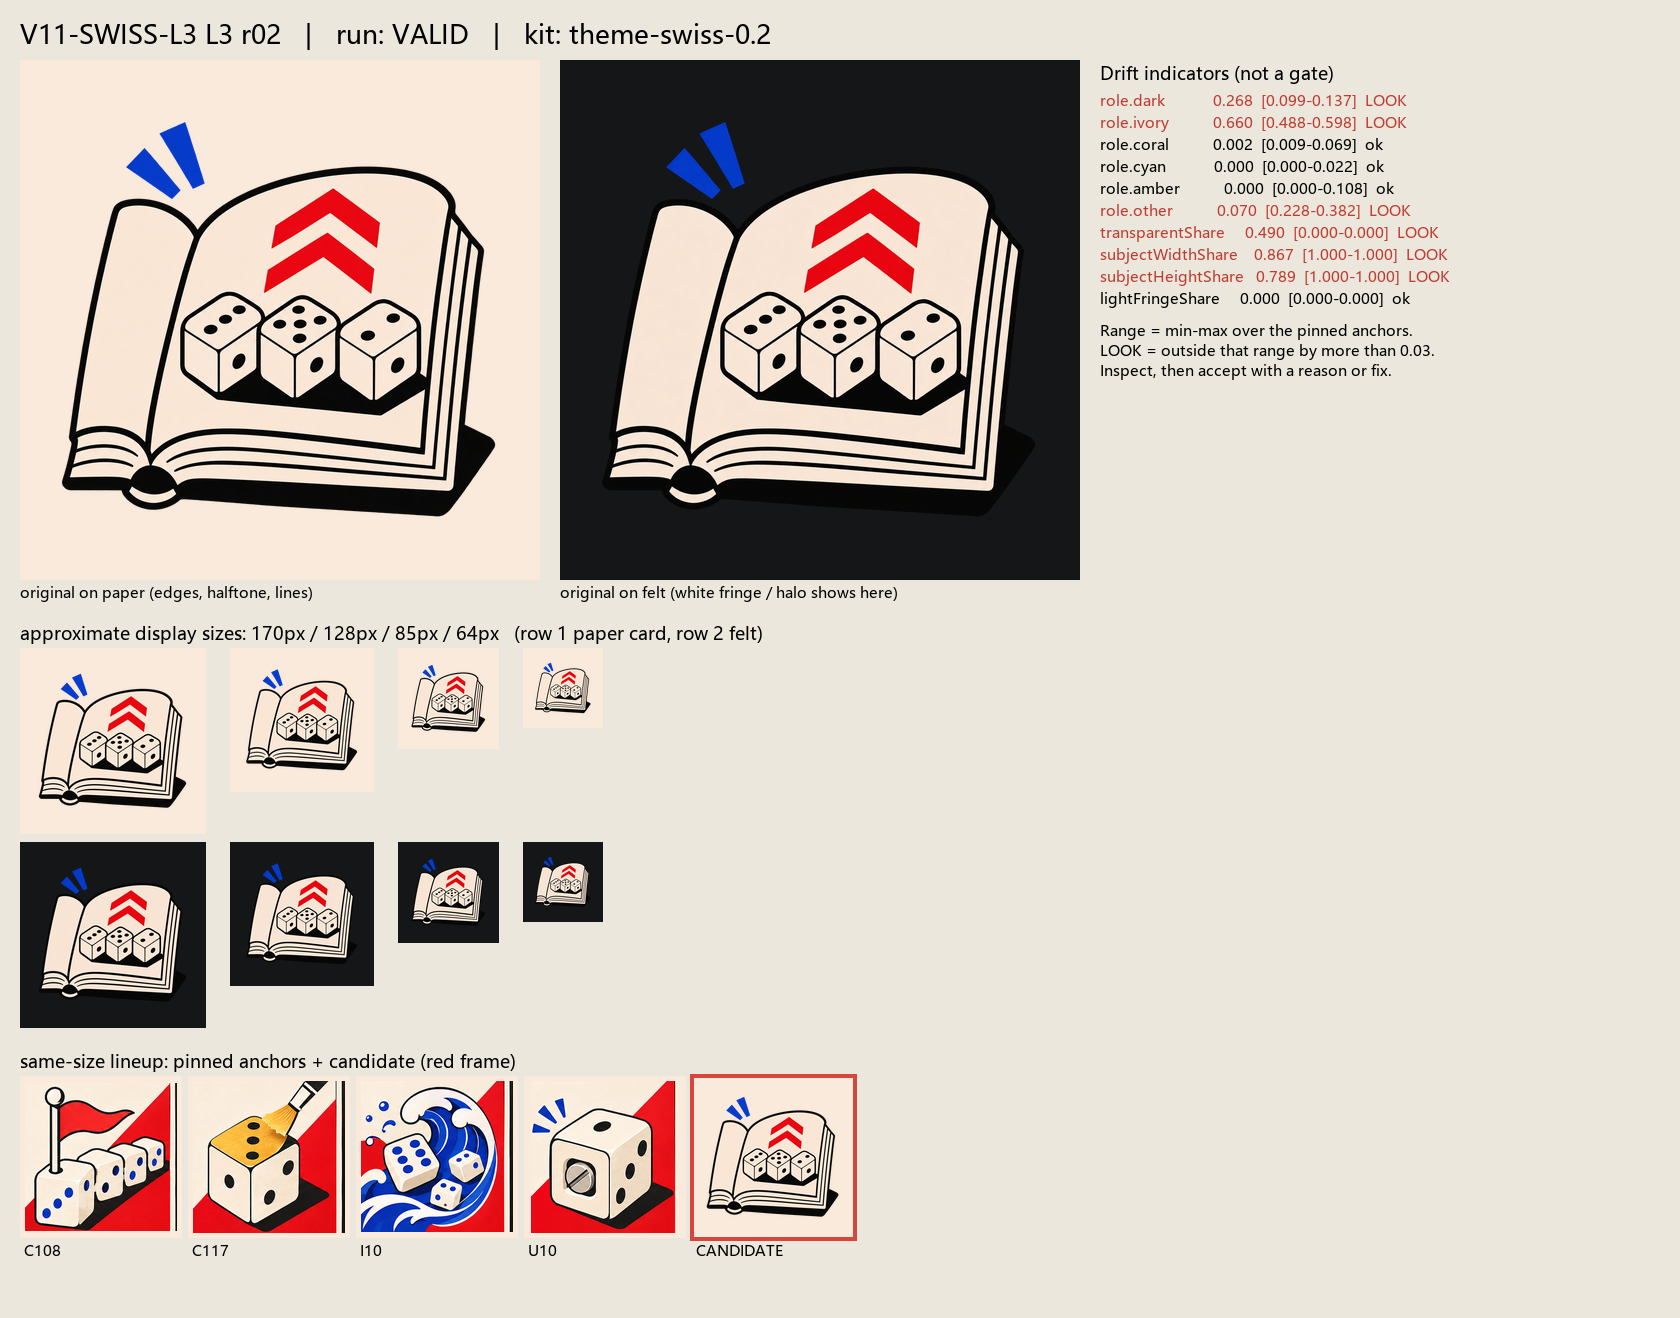 V11-SWISS-L3 L3 r02 | run: VALID | kit: theme-swiss-0.2
Drift indicators (not a gate)
role.dark 0.268 [0.099-0.137] LOOK
role.ivory 0.660 [0.488-0.598] LOOK
role.coral 0.002 [0.009-0.069] ok
role.cyan 0.000 [0.000-0.022] ok
role.amber 0.000 [0.000-0.108] ok
role.other 0.070 [0.228-0.382] LOOK
transparentShare 0.490 [0.000-0.000] LOOK
subjectWidthShare 0.867 [1.000-1.000] LOOK
subjectHeightShare 0.789 [1.000-1.000] LOOK
lightFringeShare 0.000 [0.000-0.000] ok
Range = min-max over the pinned anchors.
LOOK = outside that range by more than 0.03.
Inspect, then accept with a reason or fix.
original on paper (edges, halftone, lines)
original on felt (white fringe / halo shows here)
approximate display sizes: 170px / 128px / 85px / 64px (row 1 paper card, row 2 felt)
same-size lineup: pinned anchors + candidate (red frame)
C108
C117
I10
U10
CANDIDATE